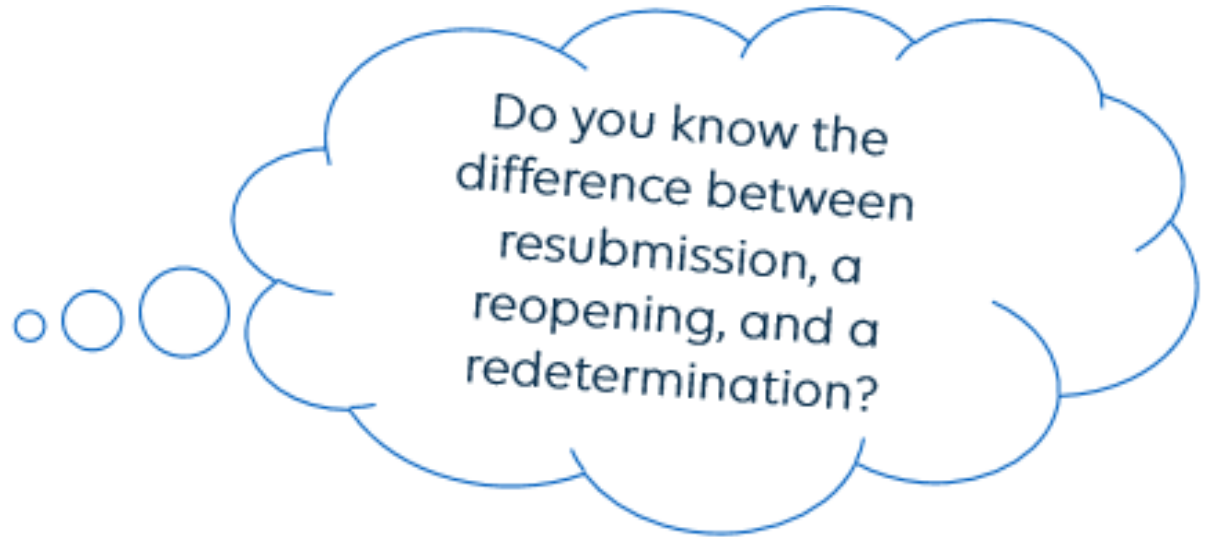 Do you know the
difference between
resubmission, a
reopening, and a
redetermination?